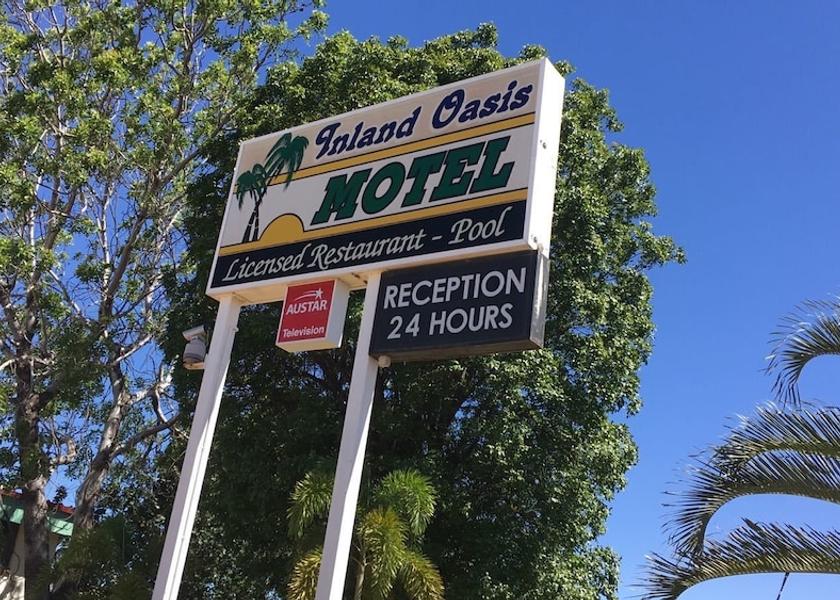 Inland Oasis
MOTEL
Licensed Restaurant - Pool
AUSTAR
Television
RECEPTION
24 HOURS